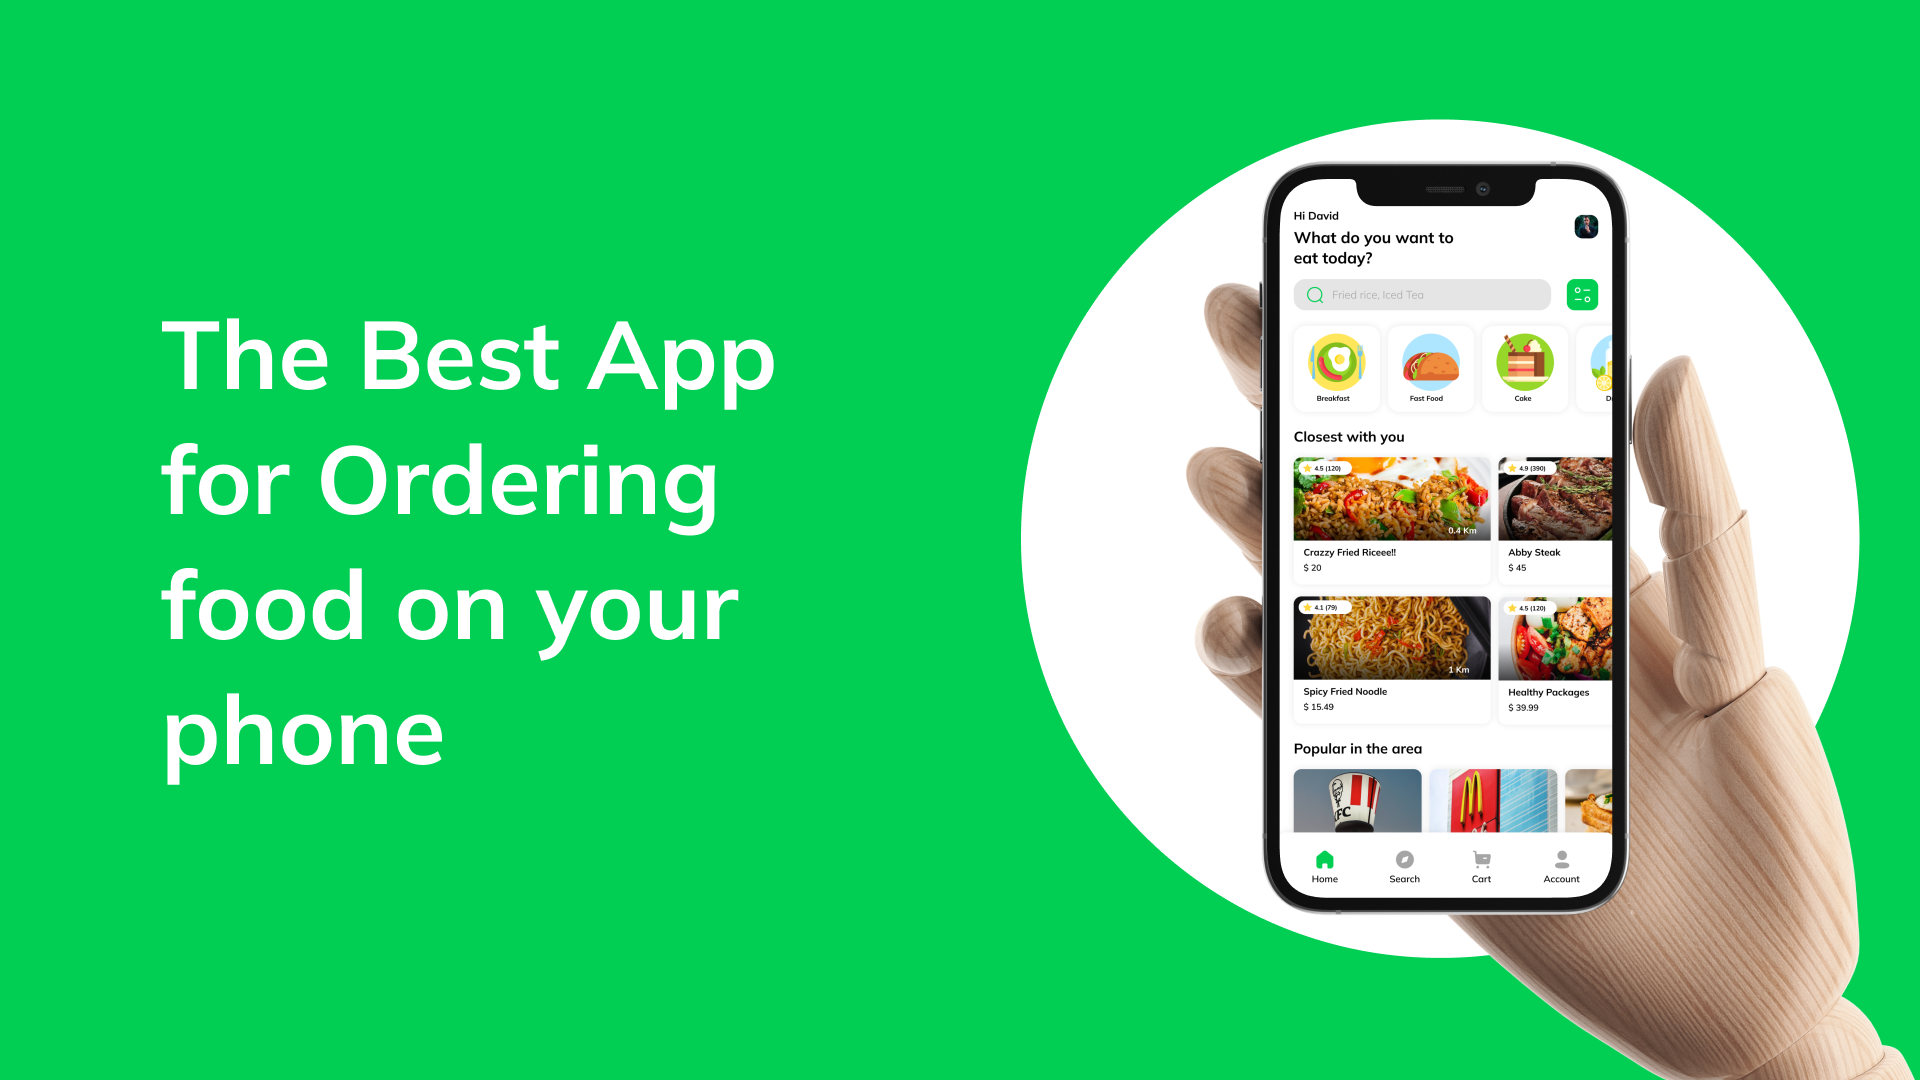 The Best App
for Ordering
food on your
phone
Hi David
What do you want to
eat today?
Fried rice, Iced Tea
Breakfast
Fast Food
Cake
Closest with you
4.5 (120)
4.9 (390)
0.4 Km
Crazzy Fried Riceee!!
Abby Steak
$ 20
$ 45
4.1 (79)
4.5 (120)
1 Km
Spicy Fried Noodle
Healthy Packages
$ 15.49
$ 39.99
Popular in the area
KFC
Home
Search
Cart
Account